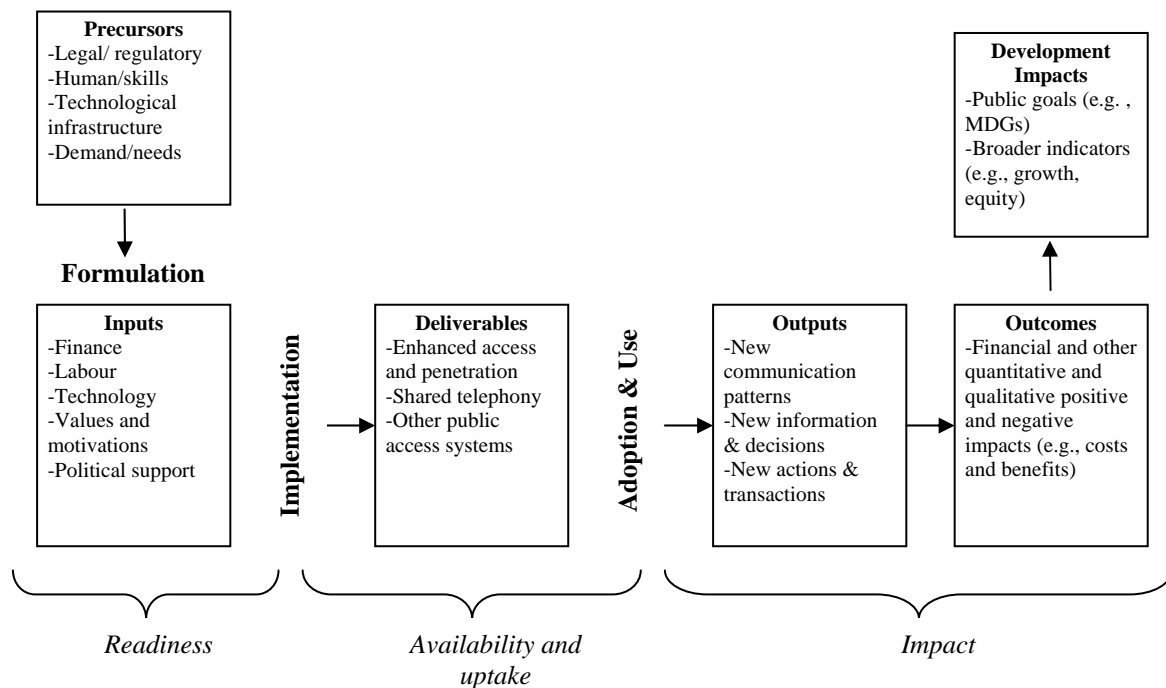 Precursors
-Legal/ regulatory
-Human/skills
-Technological
infrastructure
-Demand/needs
Development
Impacts
-Public goals (e.g. ,
MDGs)
-Broader indicators
(e.g., growth,
equity)
Formulation
Inputs
-Finance
-Labour
-Technology
-Values and
motivations
-Political support
Implementation
Deliverables
-Enhanced access
and penetration
-Shared telephony
-Other public
access systems
Adoption & Use
Outputs
-New
communication
patterns
-New information
& decisions
-New actions &
transactions
Outcomes
-Financial and other
quantitative and
qualitative positive
and negative
impacts (e.g., costs
and benefits)
Readiness
Availability and
uptake
Impact